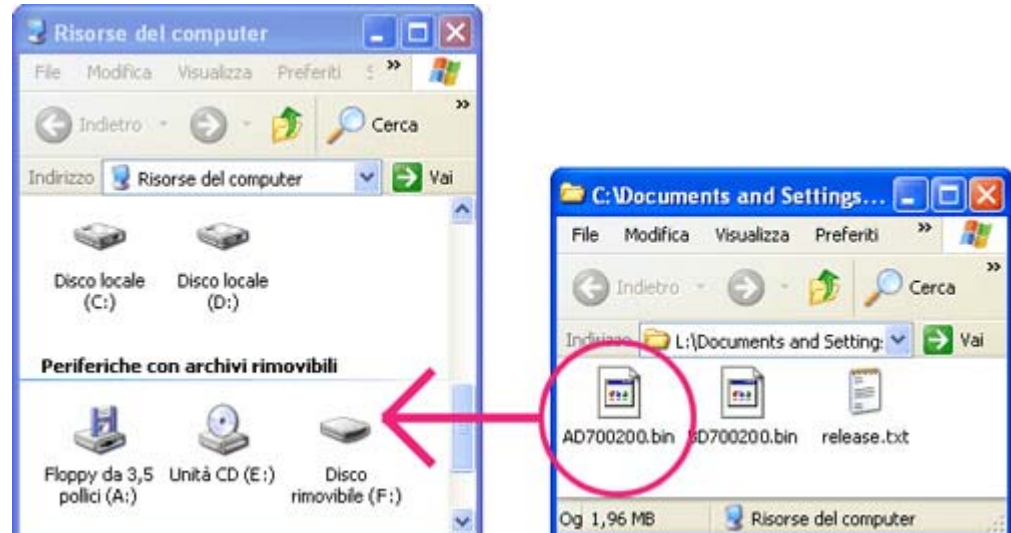 Risorse del computer
File Modifica Visualizza Preferiti »
Indietro Cerca »
Indirizzo Risorse del computer Vai
Disco locale (C:)
Disco locale (D:)
Periferiche con archivi rimovibili
Floppy da 3,5 pollici (A:)
Unità CD (E:)
Disco rimovibile (F:)
C:\Documents and Settings...
File Modifica Visualizza Preferiti »
Indietro Cerca »
Indirizzo L:\Documents and Setting: Vai
AD700200.bin
release.txt
Og 1,96 MB Risorse del computer